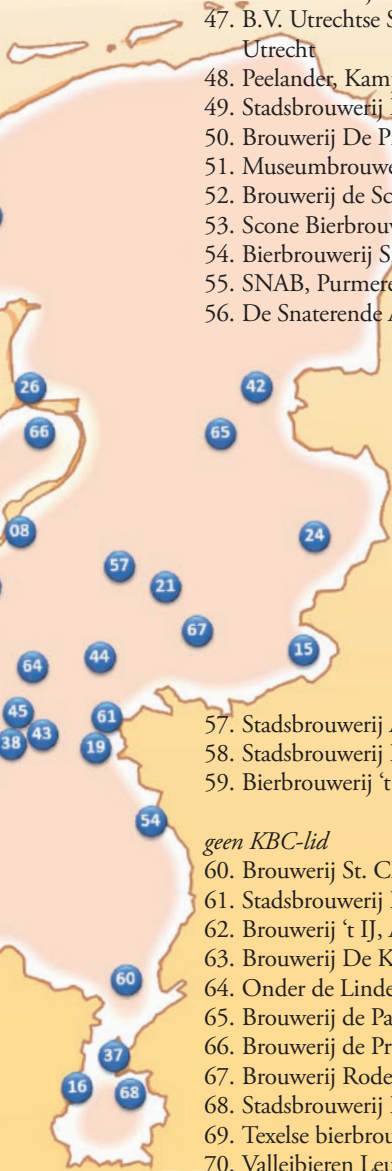 47. B.V. Utrechtse S
Utrecht
48. Peelander, Kam
49. Stadsbrouwerij
50. Brouwerij De P
51. Museumbrouwe
52. Brouwerij de Sc
53. Scone Bierbrouw
54. Bierbrouwerij S
55. SNAB, Purmere
56. De Snaterende A
26
42
66
65
08
24
57
21
67
15
44
64
45
61
38
43
19
54
57. Stadsbrouwerij A
58. Stadsbrouwerij
59. Bierbrouwerij ‘t
geen KBC-lid
60. Brouwerij St. C
61. Stadsbrouwerij
62. Brouwerij ‘t IJ, A
63. Brouwerij De K
64. Onder de Linde
65. Brouwerij de Pa
66. Brouwerij de Pr
67. Brouwerij Rode
68. Stadsbrouwerij
69. Texelse bierbrou
70. Valleibieren Leu
60
37
16
68